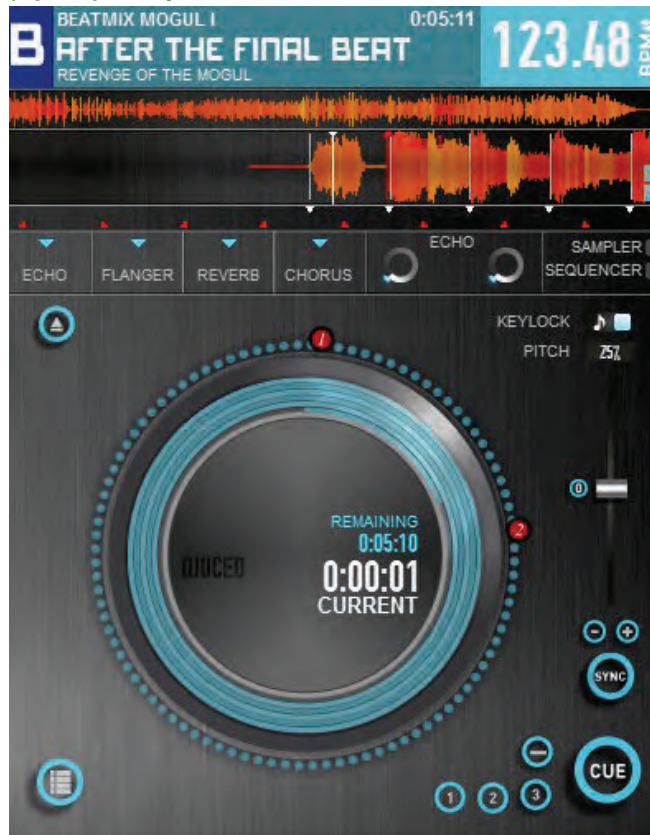 B
BEATMIX MOGUL I 0:05:11
AFTER THE FINAL BEAT
REVENGE OF THE MOGUL
123.48
ECHO
FLANGER
REVERB
CHORUS
ECHO
SAMPLER
SEQUENCER
KEYLOCK
PITCH 25%
1
0
2
REMAINING
0:05:10
0:00:01
CURRENT
- +
SYNC
CUE
1 2 3